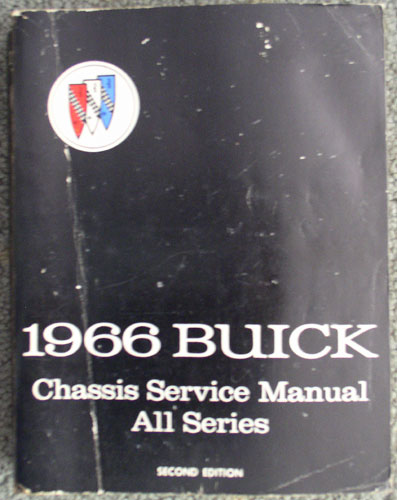 1966 BUICK
Chassis Service Manual
All Series
SECOND EDITION